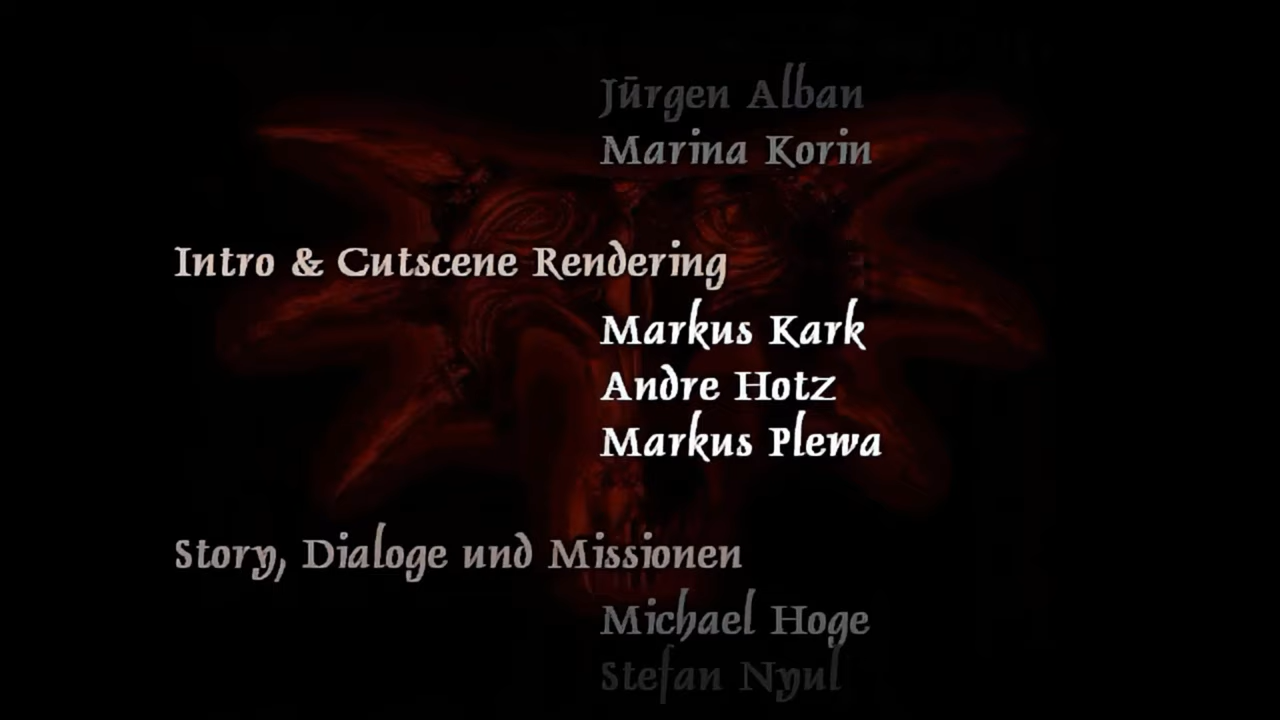 Jürgen Alban
Marina Korin
Intro & Cutscene Rendering
Markus Kark
Andre Hotz
Markus Plewa
Story, Dialoge und Missionen
Michael Hoge
Stefan Nyul